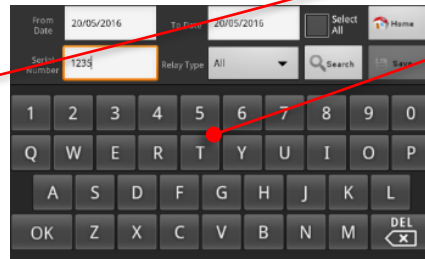 From Date 20/05/2016 To Date 20/05/2016 Select All Home
Serial Number 1235 Relay Type All Search Save
1 2 3 4 5 6 7 8 9 0
Q W E R T Y U I O P
A S D F G H J K L
OK Z X C V B N M DEL